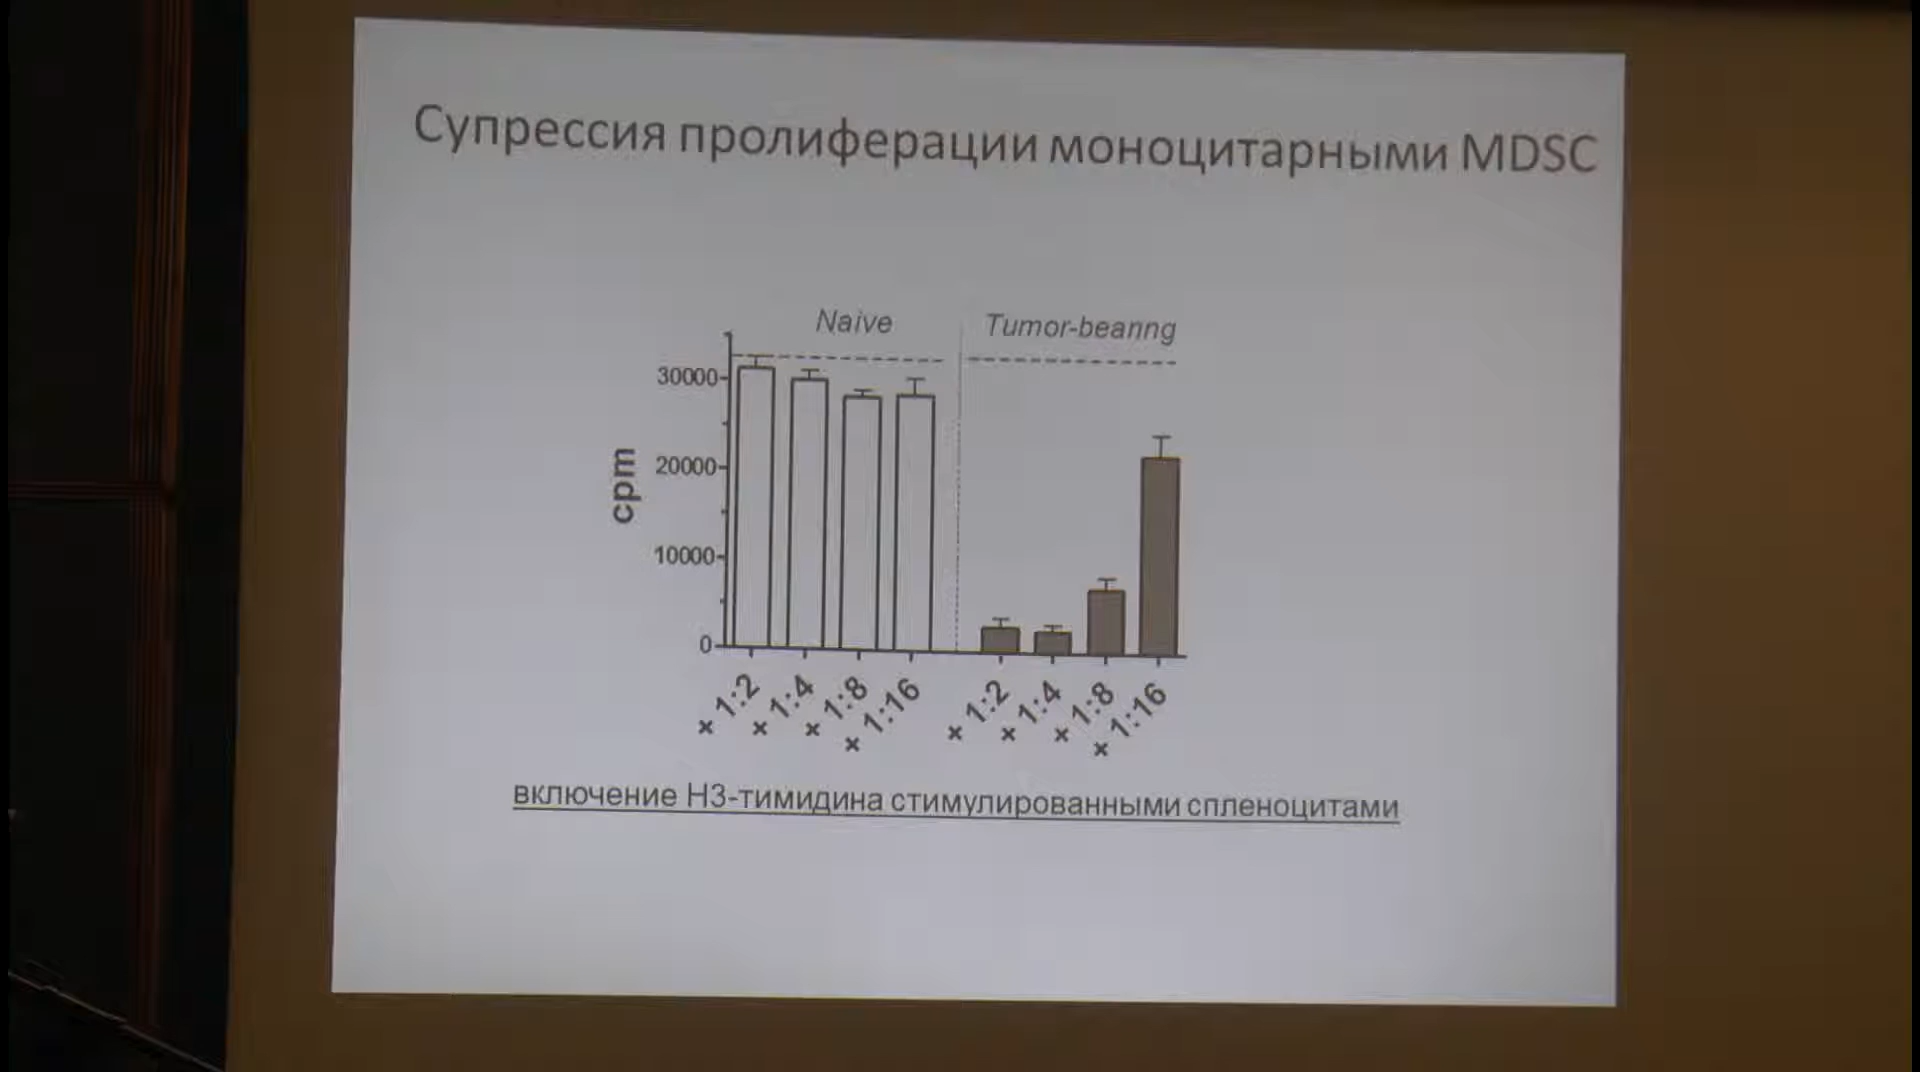 Супрессия пролиферации моноцитарными MDSC
Naive
Tumor-bearing
30000
20000
10000
0
cpm
× 1:2
× 1:4
× 1:8
× 1:16
× 1:2
× 1:4
× 1:8
× 1:16
включение Н3-тимидина стимулированными спленоцитами